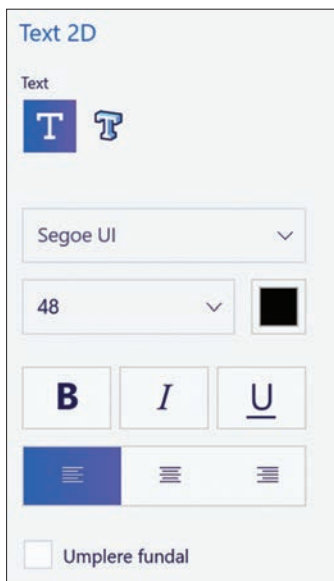 Text 2D
Text
T T
Segoe UI
48
B I U
Umplere fundal